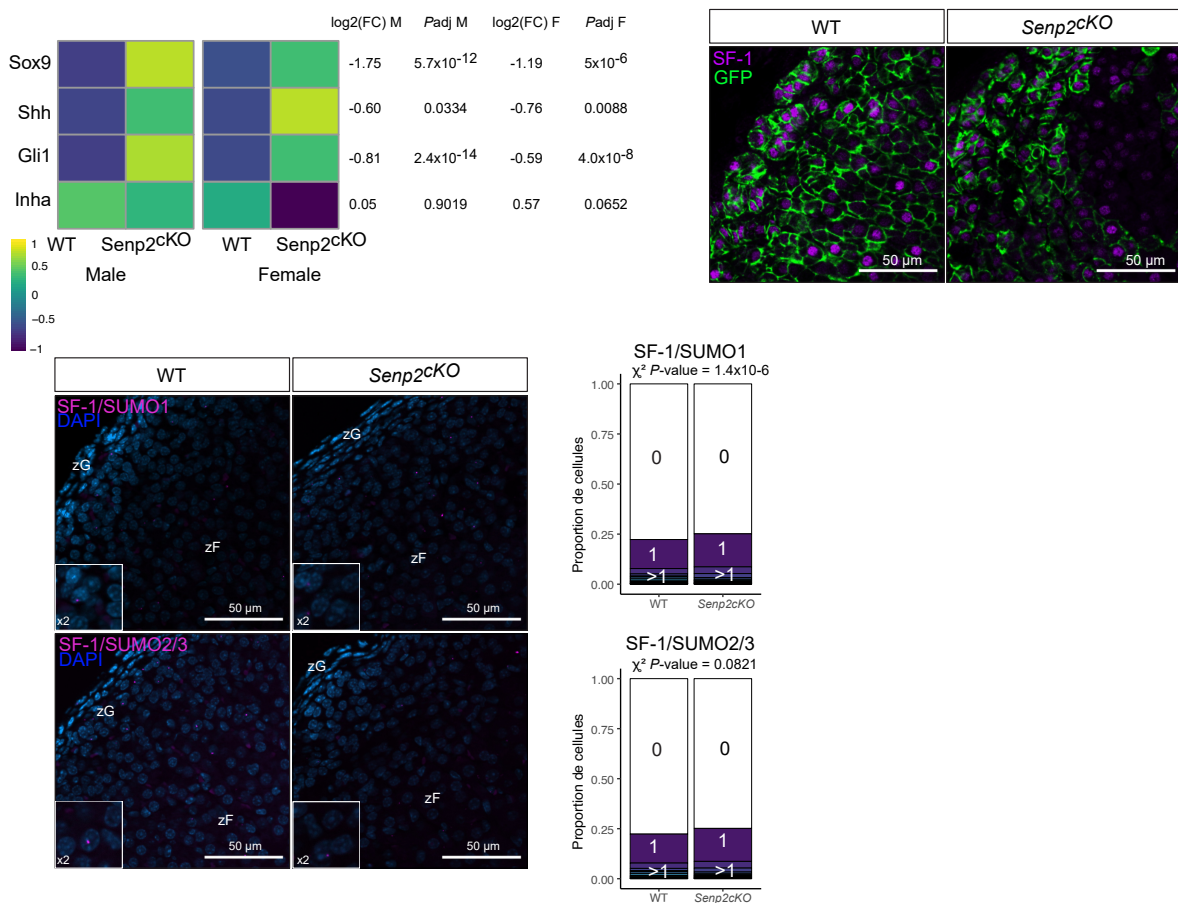 log2(FC) M Padj M log2(FC) F Padj F
Sox9 -1.75 5.7x10-12 -1.19 5x10-6
Shh -0.60 0.0334 -0.76 0.0088
Gli1 -0.81 2.4x10-14 -0.59 4.0x10-8
Inha 0.05 0.9019 0.57 0.0652
WT Senp2cKO WT Senp2cKO
Male Female
1
0.5
0
−0.5
−1
WT Senp2cKO
SF-1
GFP
50 µm 50 µm
WT Senp2cKO
SF-1/SUMO1
DAPI
zG zG
zF zF
x2 50 µm x2 50 µm
SF-1/SUMO2/3
DAPI
zG zG
zF zF
x2 50 µm x2 50 µm
SF-1/SUMO1
χ² P-value = 1.4x10-6
Proportion de cellules
1.00
0.75
0.50
0.25
0.00
0 0
1 1
>1 >1
WT Senp2cKO
SF-1/SUMO2/3
χ² P-value = 0.0821
Proportion de cellules
1.00
0.75
0.50
0.25
0.00
0 0
1 1
>1 >1
WT Senp2cKO